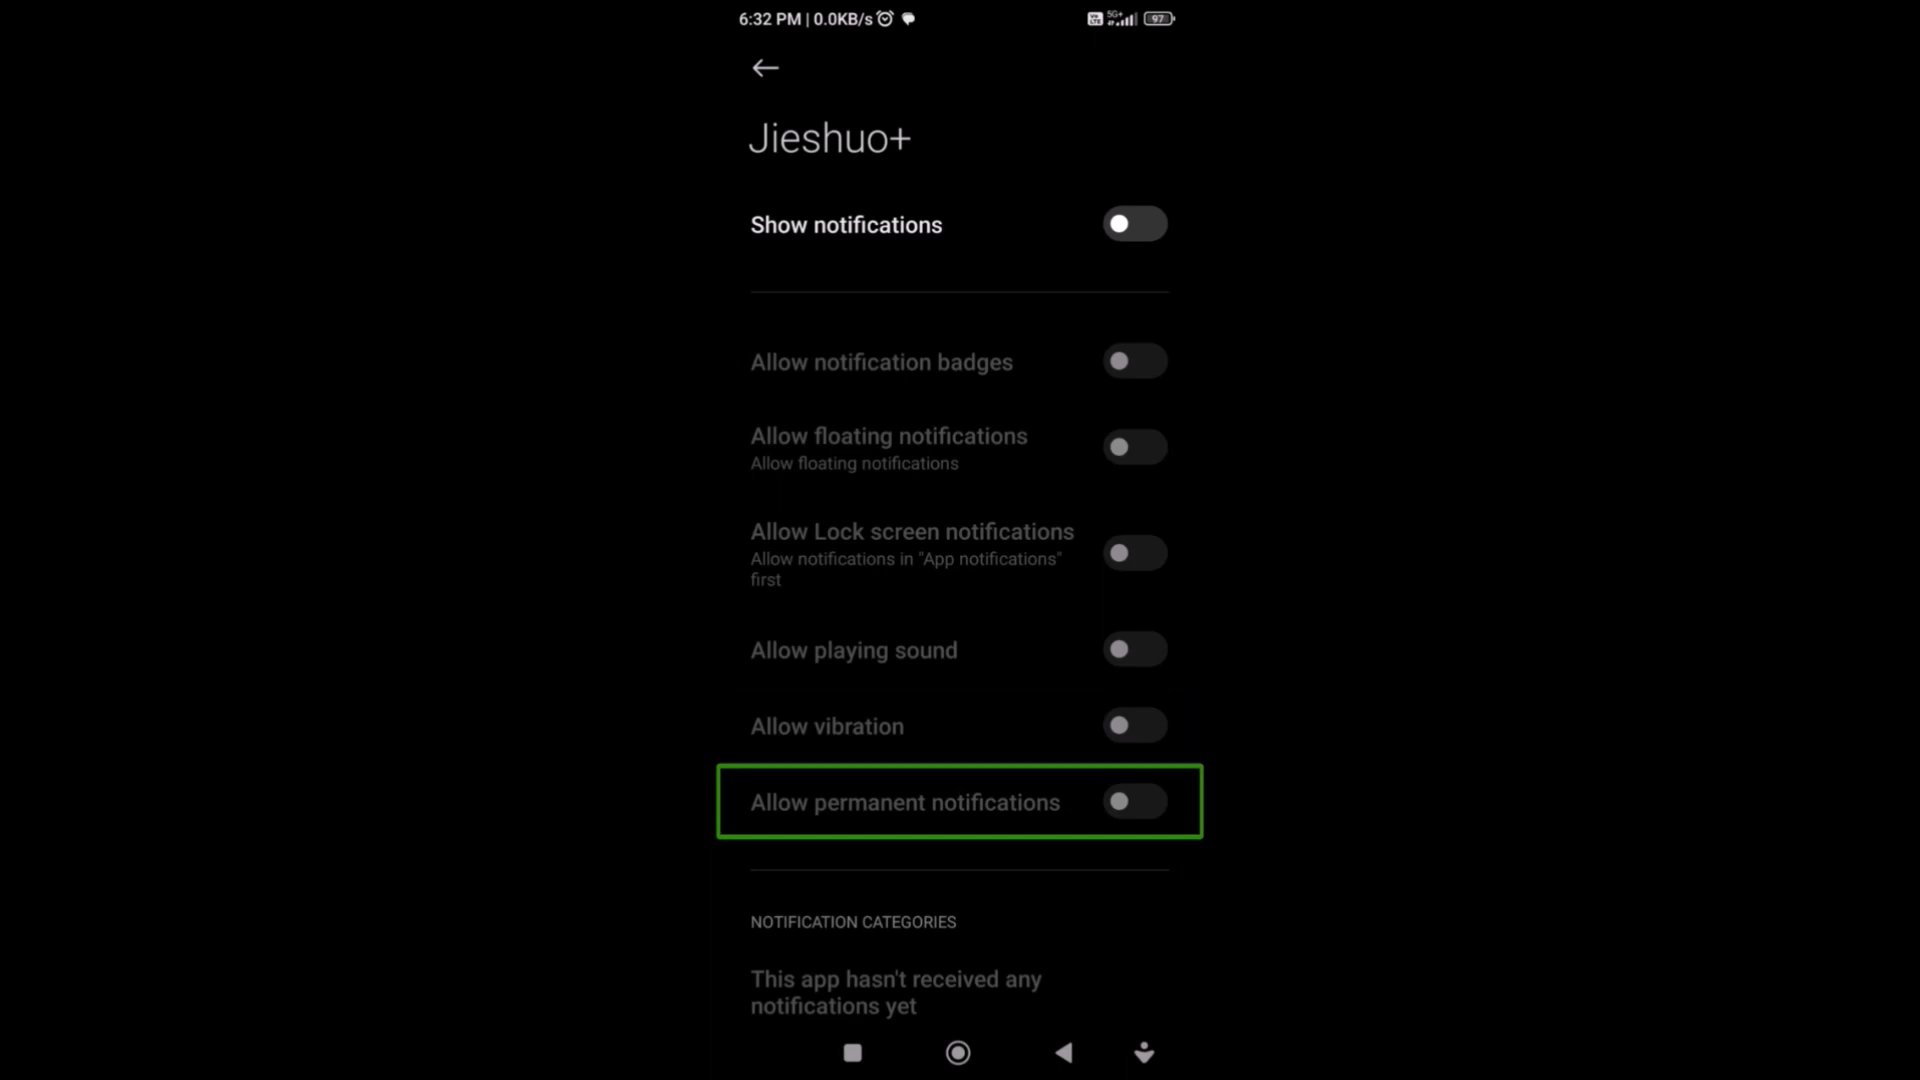 6:32 PM | 0.0KB/s
5G+
97
Jieshuo+
Show notifications
Allow notification badges
Allow floating notifications
Allow floating notifications
Allow Lock screen notifications
Allow notifications in "App notifications"
first
Allow playing sound
Allow vibration
Allow permanent notifications
NOTIFICATION CATEGORIES
This app hasn't received any
notifications yet